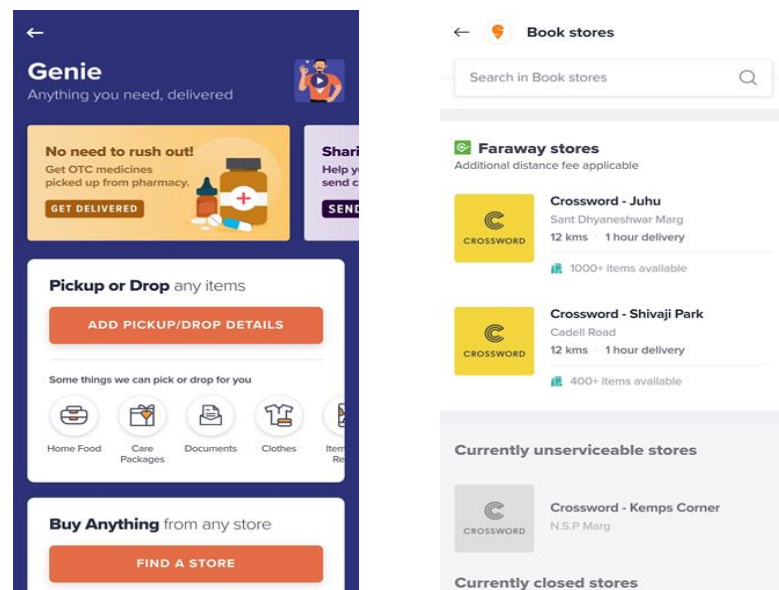 Genie
Anything you need, delivered
No need to rush out!
Get OTC medicines
picked up from pharmacy.
GET DELIVERED
Shari
Help y
send c
SEND
Pickup or Drop any items
ADD PICKUP/DROP DETAILS
Some things we can pick or drop for you
Home Food
Care
Packages
Documents
Clothes
Item
Re
Buy Anything from any store
FIND A STORE
Book stores
Search in Book stores
Faraway stores
Additional distance fee applicable
CROSSWORD
Crossword - Juhu
Sant Dhyaneshwar Marg
12 kms · 1 hour delivery
1000+ items available
CROSSWORD
Crossword - Shivaji Park
Cadell Road
12 kms · 1 hour delivery
400+ items available
Currently unserviceable stores
CROSSWORD
Crossword - Kemps Corner
N.S.P Marg
Currently closed stores